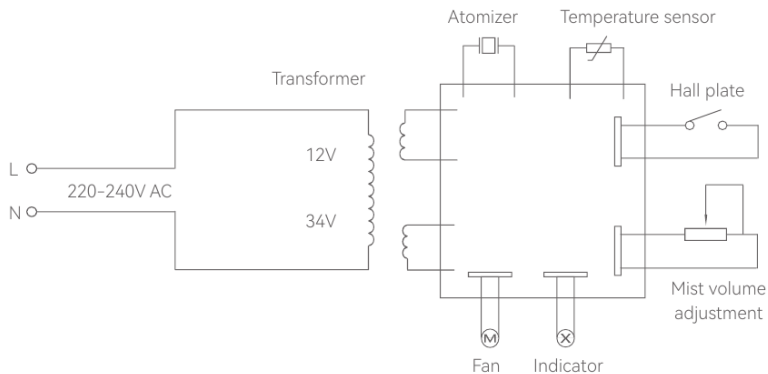 Atomizer
Temperature sensor
Transformer
Hall plate
12V
L
220-240V AC
N
34V
Mist volume
adjustment
M
X
Fan
Indicator